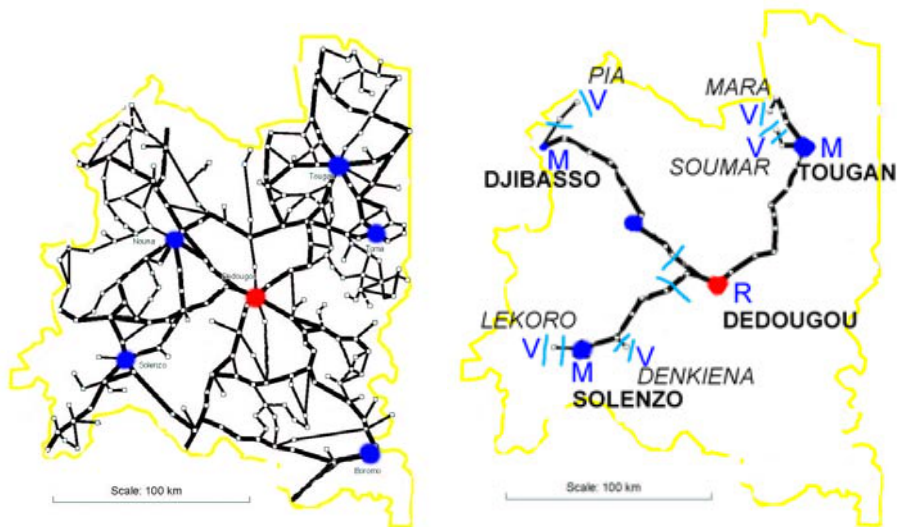 Tougan
Nouna
Toma
Dedougou
Solenzo
Boromo
Scale: 100 km
PIA
V
MARA
V
V
M
SOUMAR
TOUGAN
M
DJIBASSO
R
DEDOUGOU
LEKORO
V
V
M
DENKIENA
SOLENZO
Scale: 100 km